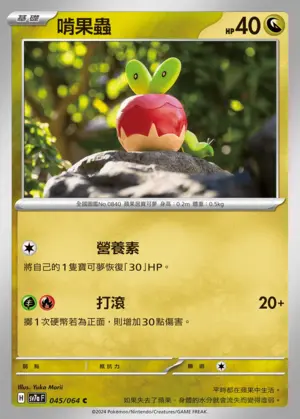 基礎 啃果蟲 HP40
全國圖鑑No.0840 蘋果居寶可夢 身高:0.2m 體重:0.5kg
營養素
將自己的1隻寶可夢恢復「30」HP。
打滾 20+
擲1次硬幣若為正面,則增加30點傷害。
弱點 抵抗力 撤退
Illus. Yuka Morii
H sv7a F 045/064 C
平時都在蘋果中生活。
如果失去了蘋果,身體的水分就會流失而變得虛弱。
©2024 Pokémon/Nintendo/Creatures/GAME FREAK.